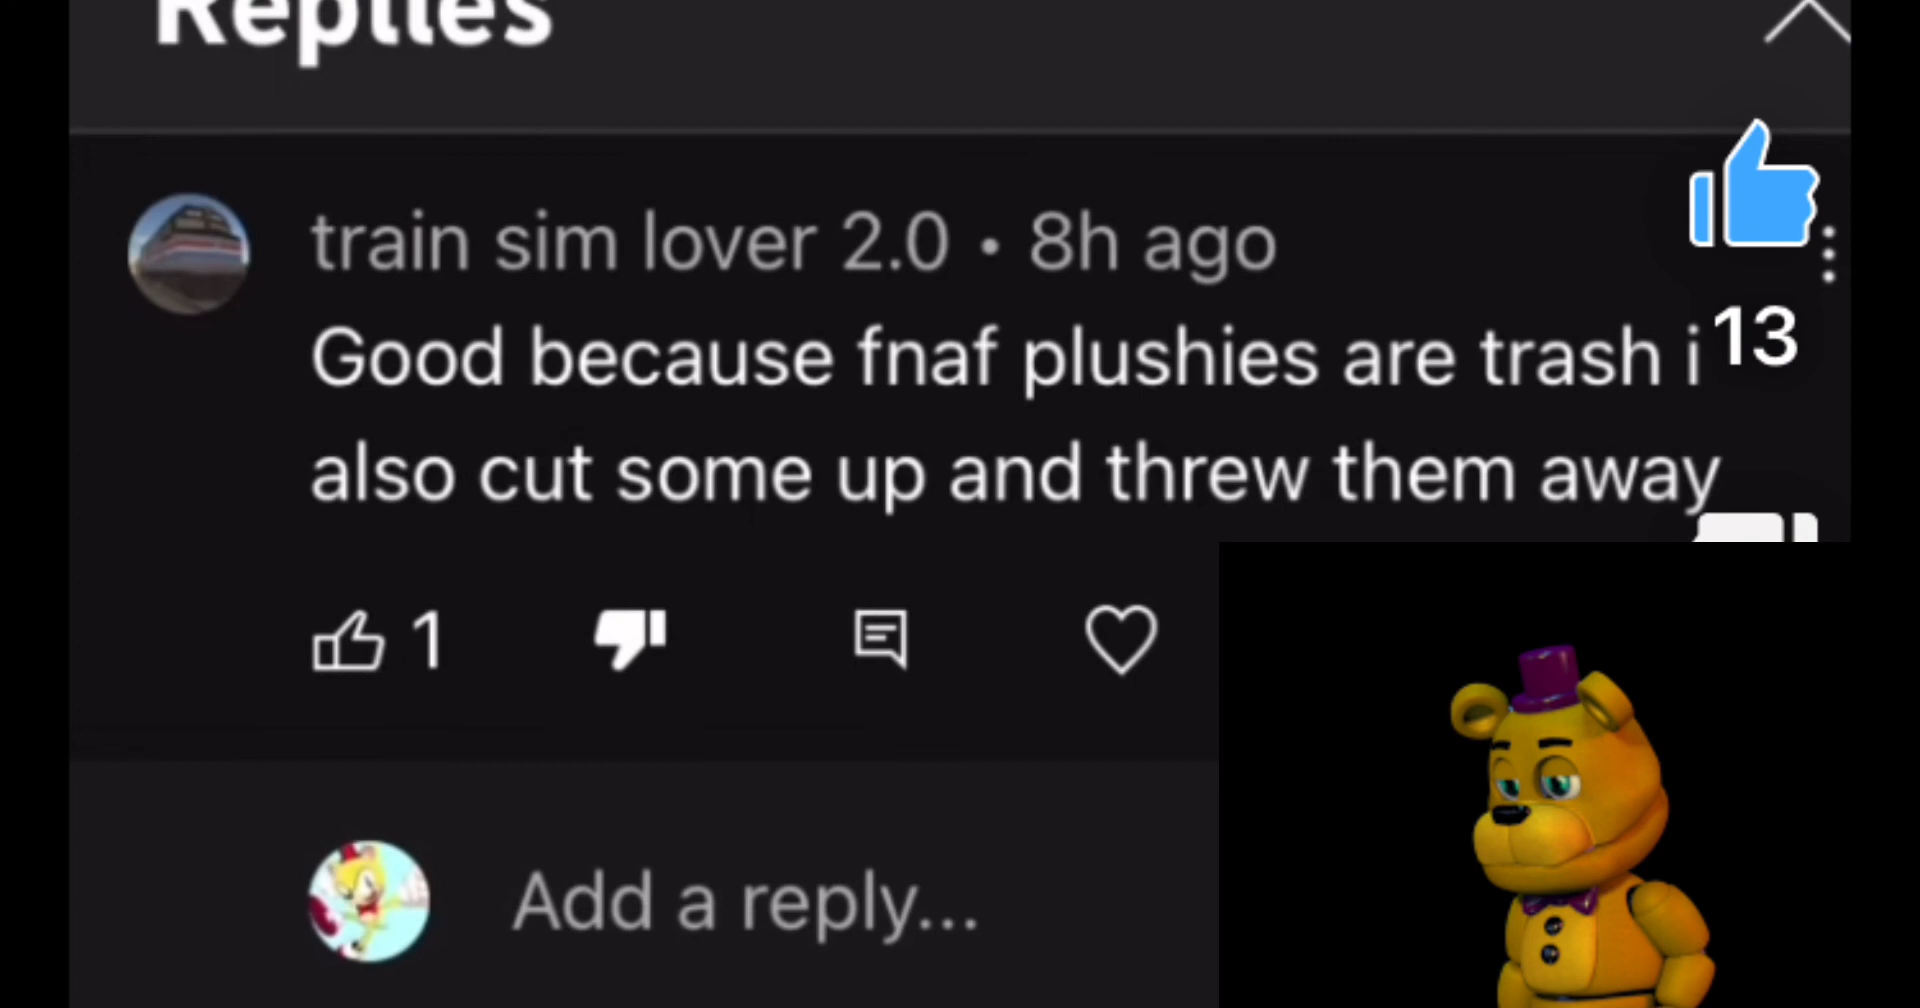 Replies
train sim lover 2.0 • 8h ago
Good because fnaf plushies are trash i
13
also cut some up and threw them away
1
Add a reply...